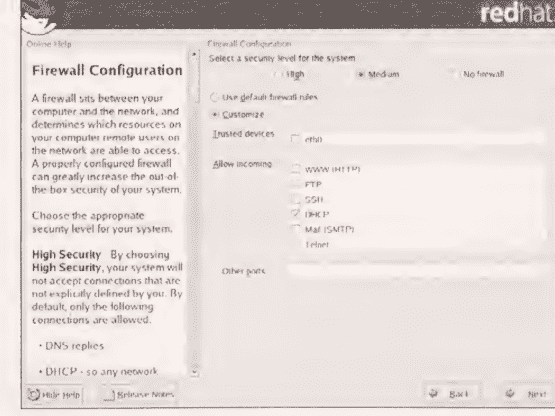 redhat
Online Help
Firewall Configuration
A firewall sits between your
computer and the network, and
determines which resources on
your computer remote users on
the network are able to access.
A properly configured firewall
can greatly increase the out-of-
the box security of your system.
Choose the appropriate
security level for your system.
High Security By choosing
High Security, your system will
not accept connections that are
not explicitly defined by you. By
default, only the following
connections are allowed.
• DNS replies
• DHCP - so any network
Hide Help
Release Notes
Firewall Configuration
Select a security level for the system
High
Medium
No firewall
Use default firewall rules
Customize
Trusted devices
eth0
Allow incoming
WWW (HTTP)
FTP
SSH
DHCP
Mail (SMTP)
Telnet
Other ports
Back
Next